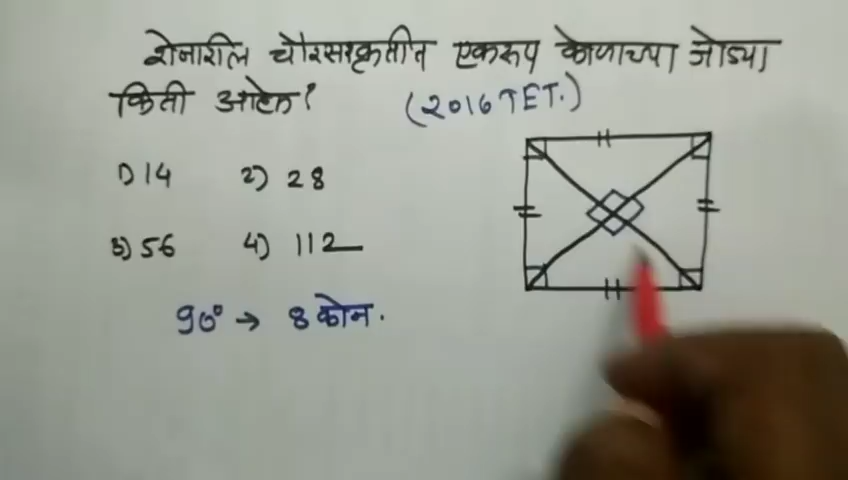 शेजारील चौरसाकृतीत एकरूप कोनाच्या जोड्या
किती आहेत?
(2016 TET.)
1) 14 2) 28
3) 56 4) 112
90° → 8 कोन.